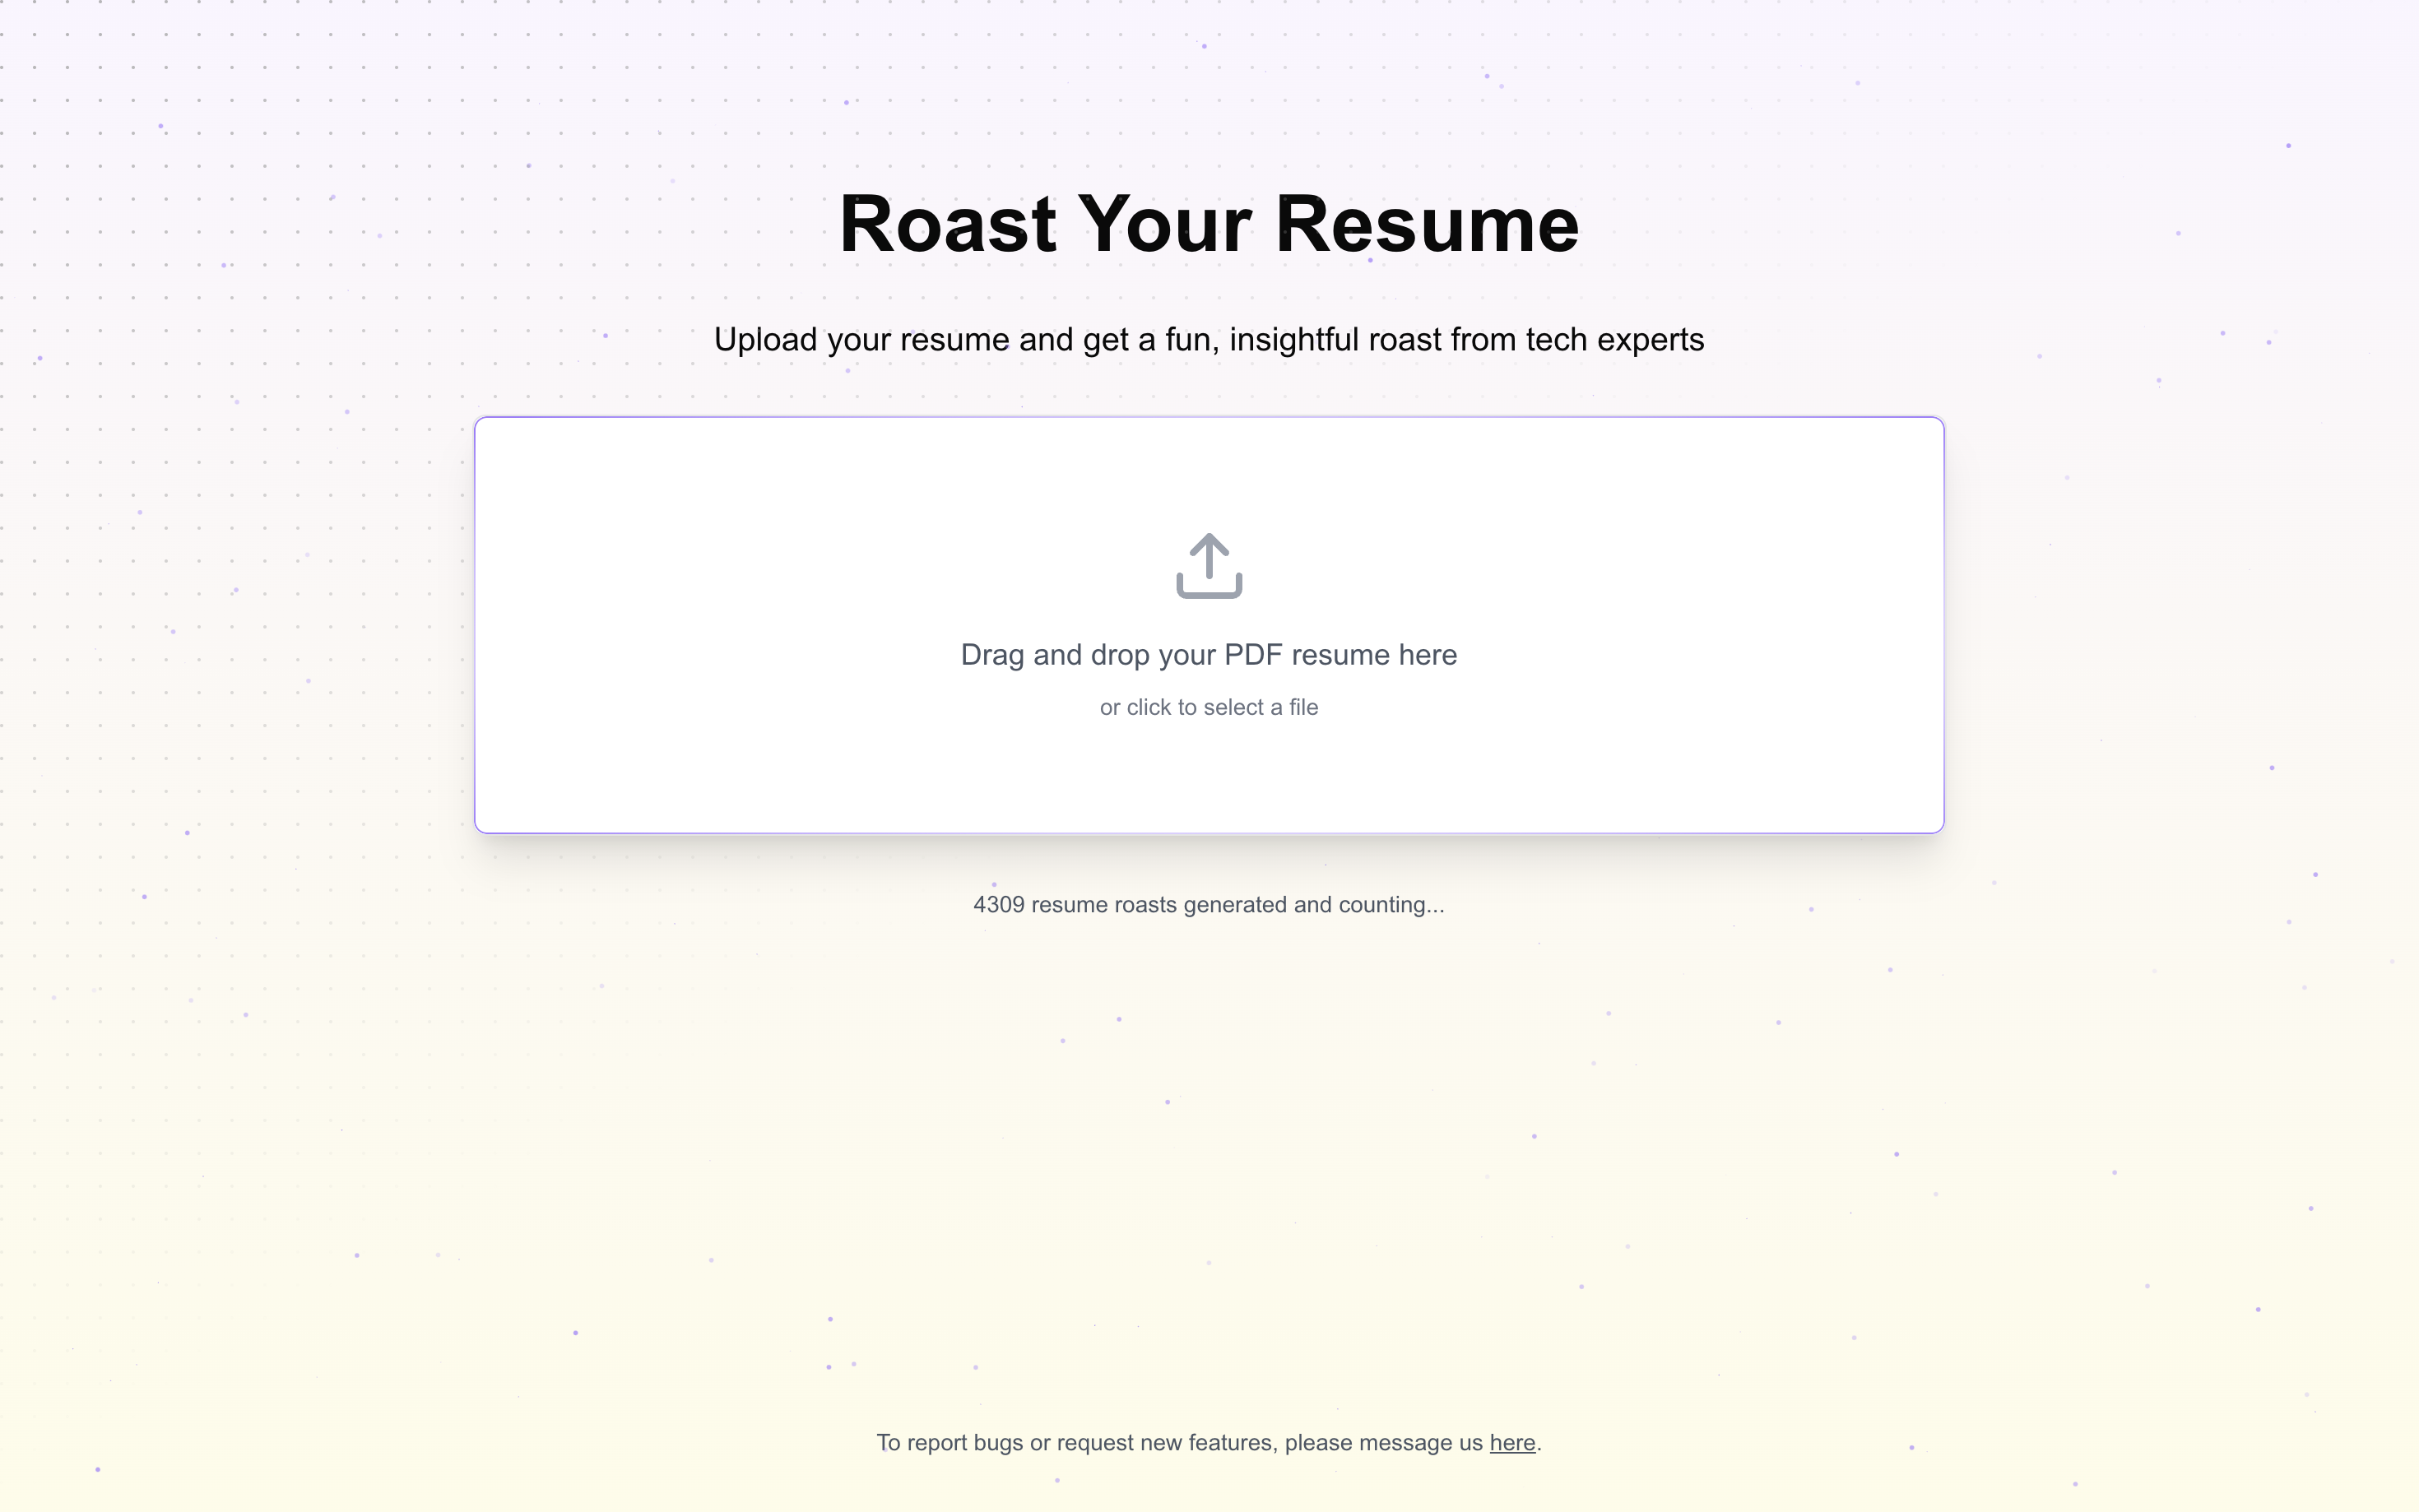 Roast Your Resume
Upload your resume and get a fun, insightful roast from tech experts
Drag and drop your PDF resume here
or click to select a file
4309 resume roasts generated and counting...
To report bugs or request new features, please message us here.